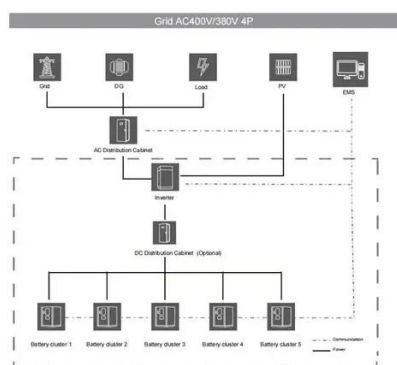 Grid AC400V/380V 4P
Grid
DG
Load
PV
EMS
AC Distribution Cabinet
Inverter
DC Distribution Cabinet (Optional)
Battery cluster 1
Battery cluster 2
Battery cluster 3
Battery cluster 4
Battery cluster 5
Communication
Power